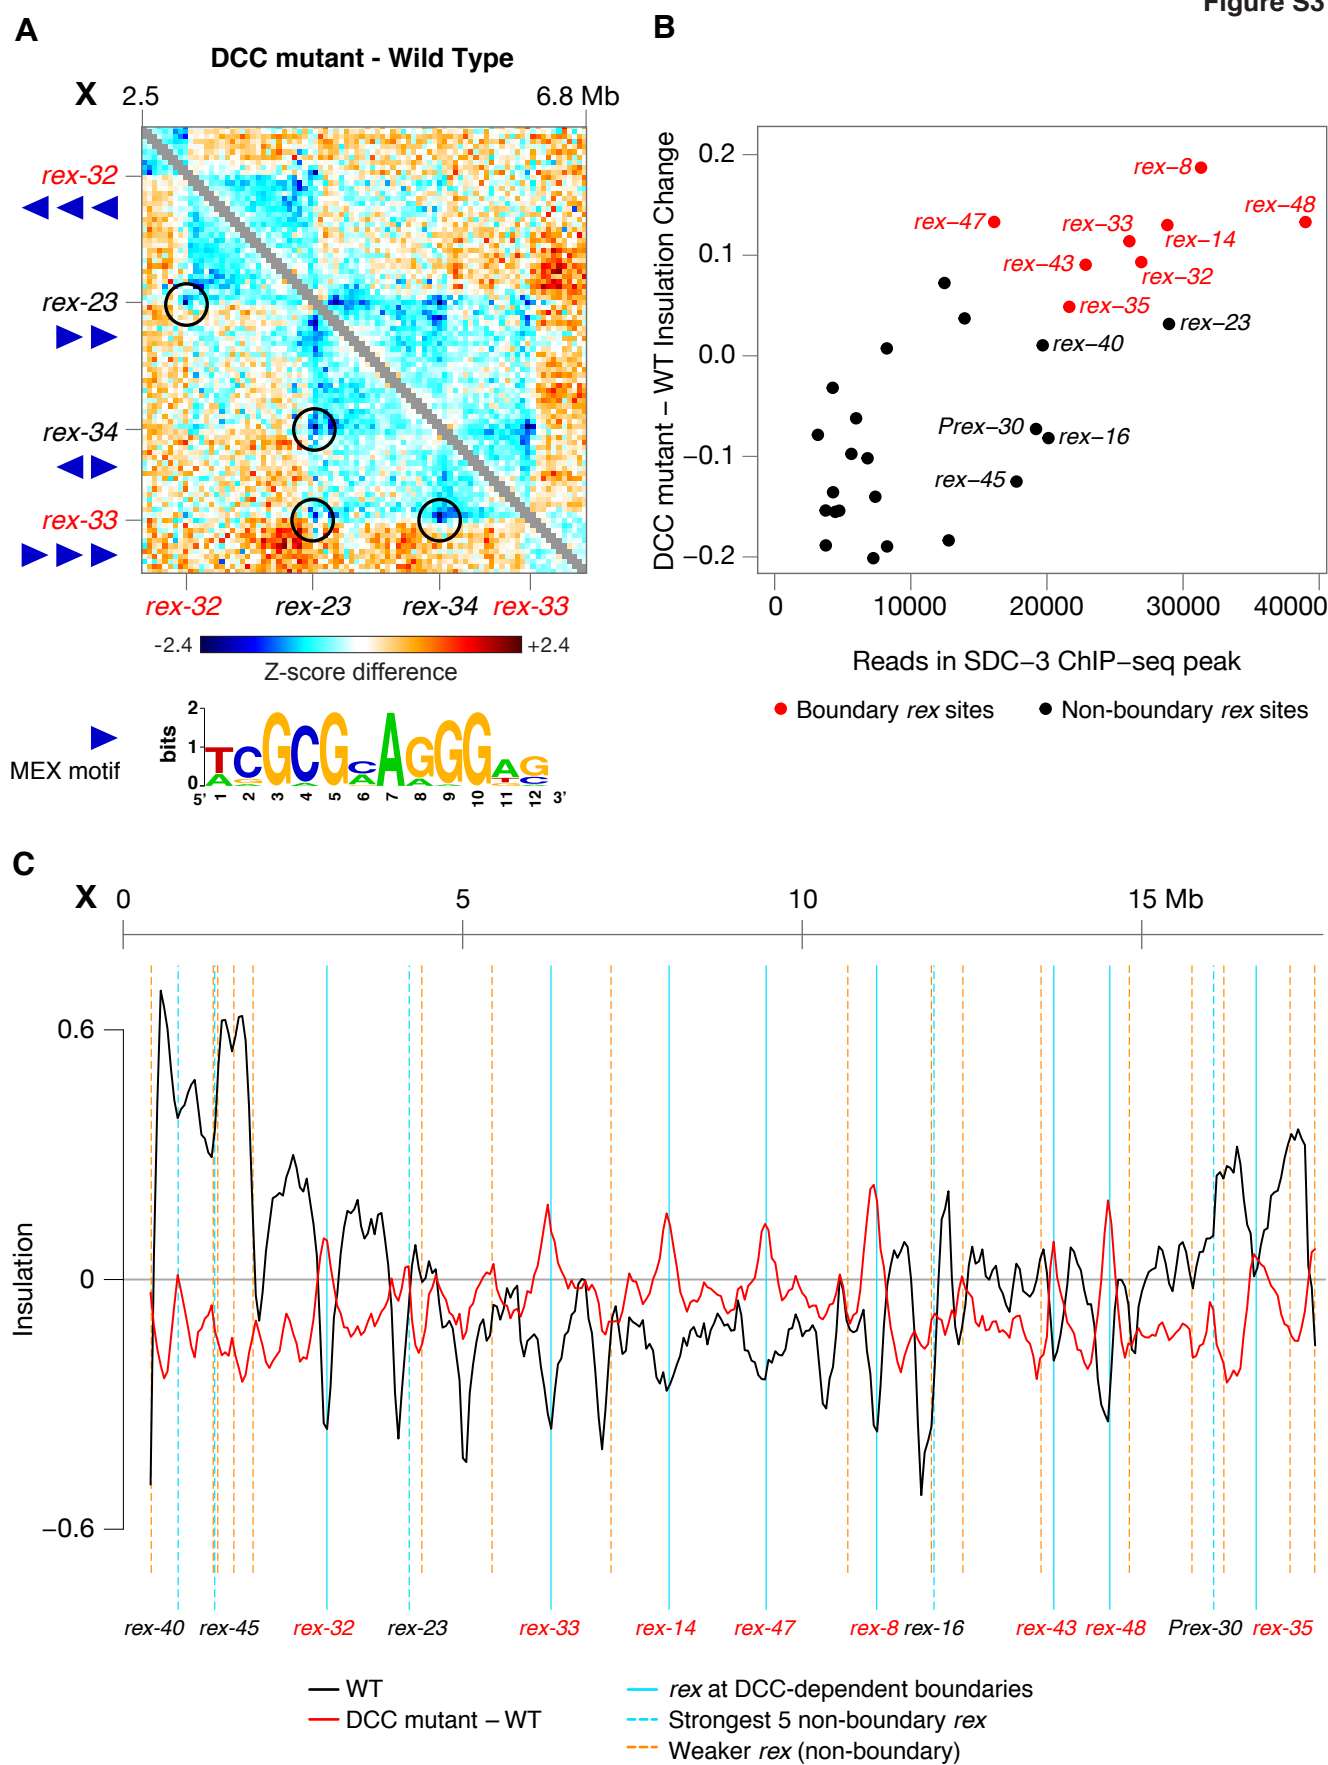 Figure S3
A
DCC mutant - Wild Type
X 2.5 6.8 Mb
rex-32
rex-23
rex-34
rex-33
rex-32 rex-23 rex-34 rex-33
-2.4 +2.4
Z-score difference
MEX motif
bits
2
1
0
5' 1 2 3 4 5 6 7 8 9 10 11 12 3'
TCGCGCAGGGAG
B
DCC mutant – WT Insulation Change
0.2
0.1
0.0
−0.1
−0.2
rex−8
rex−47
rex−33
rex−48
rex−14
rex−43
rex−32
rex−35
rex−23
rex−40
Prex−30
rex−16
rex−45
0 10000 20000 30000 40000
Reads in SDC−3 ChIP−seq peak
Boundary rex sites Non-boundary rex sites
C
X 0 5 10 15 Mb
Insulation
0.6
0
−0.6
rex-40 rex-45 rex-32 rex-23 rex-33 rex-14 rex-47 rex-8 rex-16 rex-43 rex-48 Prex-30 rex-35
WT
DCC mutant – WT
rex at DCC-dependent boundaries
Strongest 5 non-boundary rex
Weaker rex (non-boundary)